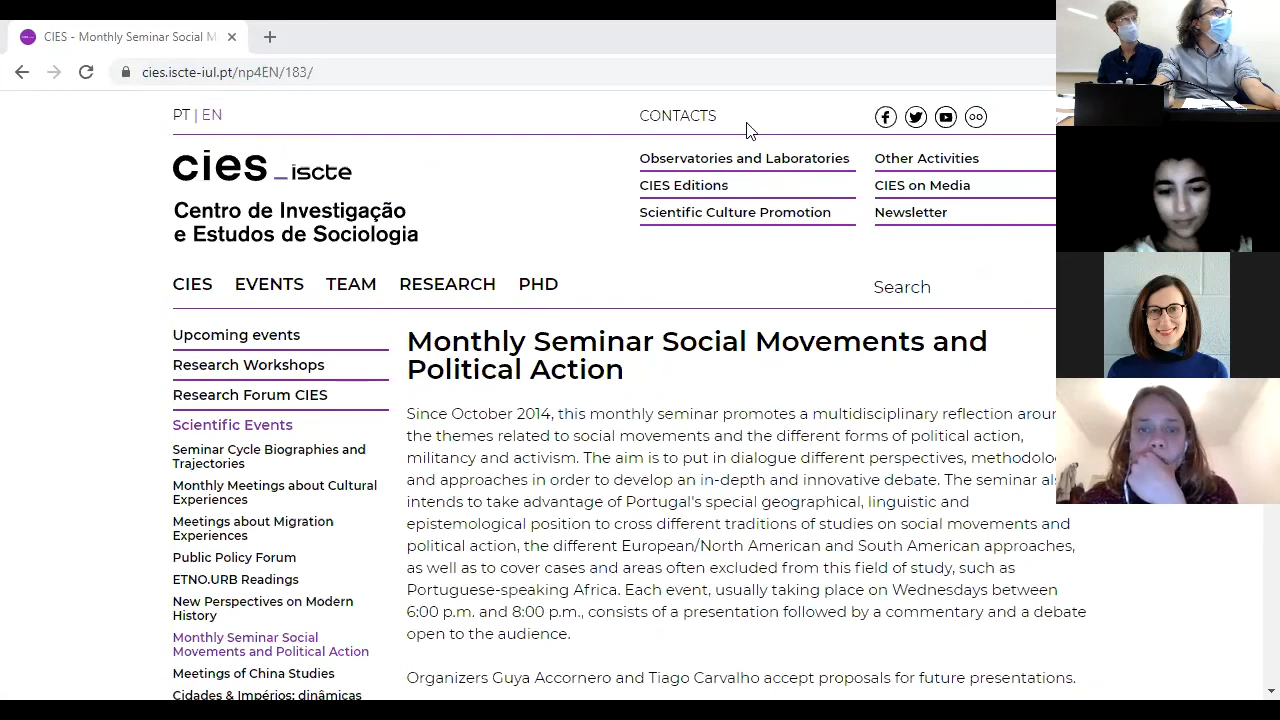 CIES - Monthly Seminar Social M
cies.iscte-iul.pt/np4EN/183/
PT | EN
CONTACTS
cies_iscte
Centro de Investigação
e Estudos de Sociologia
Observatories and Laboratories
CIES Editions
Scientific Culture Promotion
Other Activities
CIES on Media
Newsletter
CIES EVENTS TEAM RESEARCH PHD
Search
Upcoming events
Research Workshops
Research Forum CIES
Scientific Events
Seminar Cycle Biographies and
Trajectories
Monthly Meetings about Cultural
Experiences
Meetings about Migration
Experiences
Public Policy Forum
ETNO.URB Readings
New Perspectives on Modern
History
Monthly Seminar Social
Movements and Political Action
Meetings of China Studies
Cidades & Impérios: dinâmicas
Monthly Seminar Social Movements and
Political Action
Since October 2014, this monthly seminar promotes a multidisciplinary reflection arour
the themes related to social movements and the different forms of political action,
militancy and activism. The aim is to put in dialogue different perspectives, methodolo
and approaches in order to develop an in-depth and innovative debate. The seminar als
intends to take advantage of Portugal's special geographical, linguistic and
epistemological position to cross different traditions of studies on social movements and
political action, the different European/North American and South American approaches,
as well as to cover cases and areas often excluded from this field of study, such as
Portuguese-speaking Africa. Each event, usually taking place on Wednesdays between
6:00 p.m. and 8:00 p.m., consists of a presentation followed by a commentary and a debate
open to the audience.
Organizers Guya Accornero and Tiago Carvalho accept proposals for future presentations.